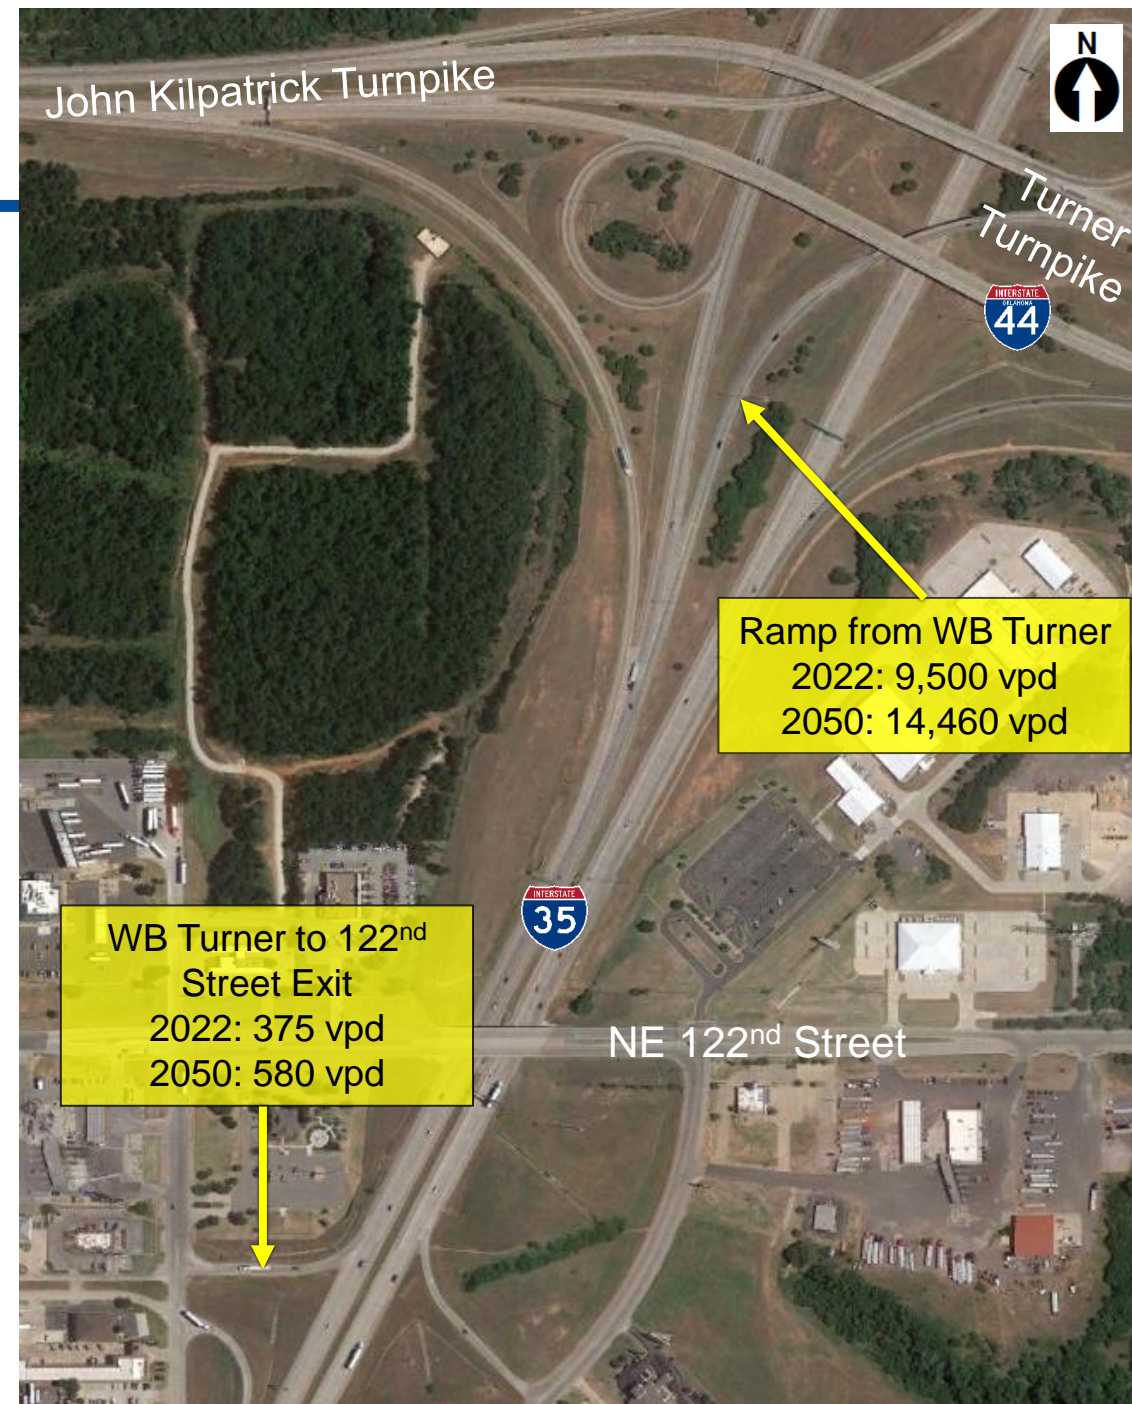 N
John Kilpatrick Turnpike
Turner
Turnpike
INTERSTATE
OKLAHOMA
44
Ramp from WB Turner
2022: 9,500 vpd
2050: 14,460 vpd
INTERSTATE
35
WB Turner to 122nd
Street Exit
2022: 375 vpd
2050: 580 vpd
NE 122nd Street